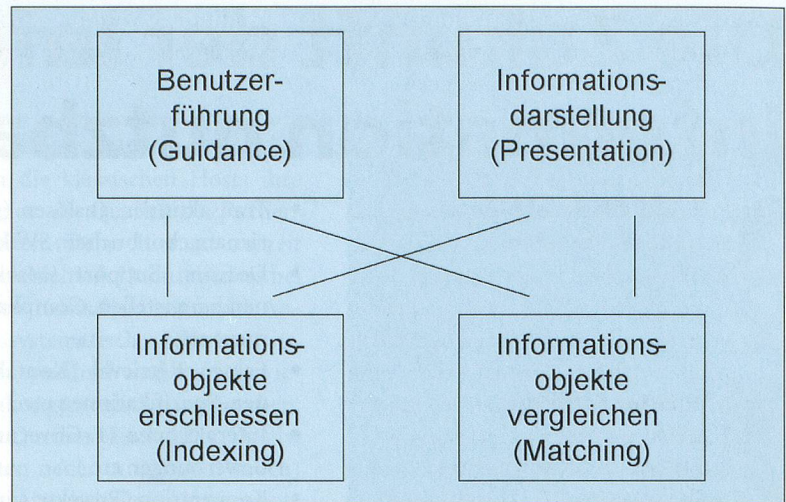 Benutzer-
führung
(Guidance)
Informations-
darstellung
(Presentation)
Informations-
objekte
erschliessen
(Indexing)
Informations-
objekte
vergleichen
(Matching)